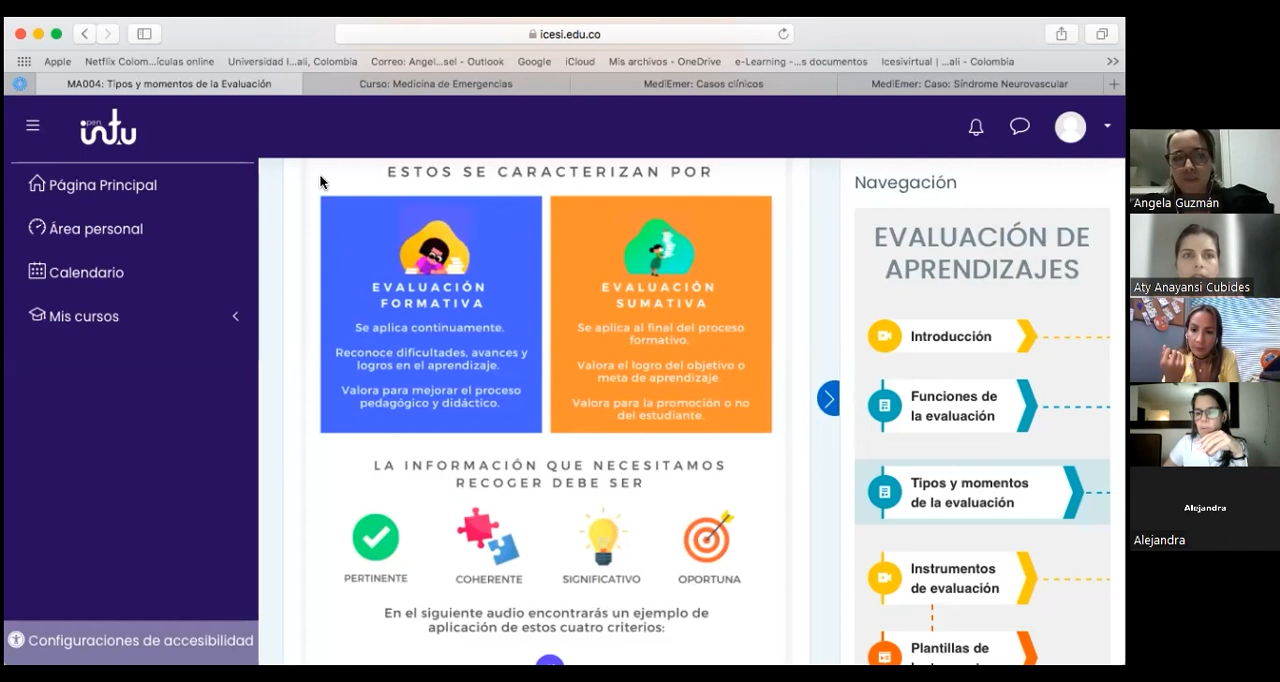 icesi.edu.co
Apple
Netflix Colom...ículas online
Universidad I...ali, Colombia
Correo: Angel...sel - Outlook
Google
iCloud
Mis archivos - OneDrive
e-Learning -...s documentos
Icesivirtual | ...ali - Colombia
MA004: Tipos y momentos de la Evaluación
Curso: Medicina de Emergencias
MediEmer: Casos clínicos
MediEmer: Caso: Síndrome Neurovascular
open
intu
Página Principal
Área personal
Calendario
Mis cursos
Configuraciones de accesibilidad
ESTOS SE CARACTERIZAN POR
EVALUACIÓN
FORMATIVA
Se aplica continuamente.
Reconoce dificultades, avances y
logros en el aprendizaje.
Valora para mejorar el proceso
pedagógico y didáctico.
EVALUACIÓN
SUMATIVA
Se aplica al final del proceso
formativo.
Valora el logro del objetivo o
meta de aprendizaje.
Valora para la promoción o no
del estudiante.
LA INFORMACIÓN QUE NECESITAMOS
RECOGER DEBE SER
PERTINENTE
COHERENTE
SIGNIFICATIVO
OPORTUNA
En el siguiente audio encontrarás un ejemplo de
aplicación de estos cuatro criterios:
Navegación
EVALUACIÓN DE
APRENDIZAJES
Introducción
Funciones de
la evaluación
Tipos y momentos
de la evaluación
Instrumentos
de evaluación
Plantillas de
Angela Guzmán
Aty Anayansi Cubides
Alejandra
Alejandra